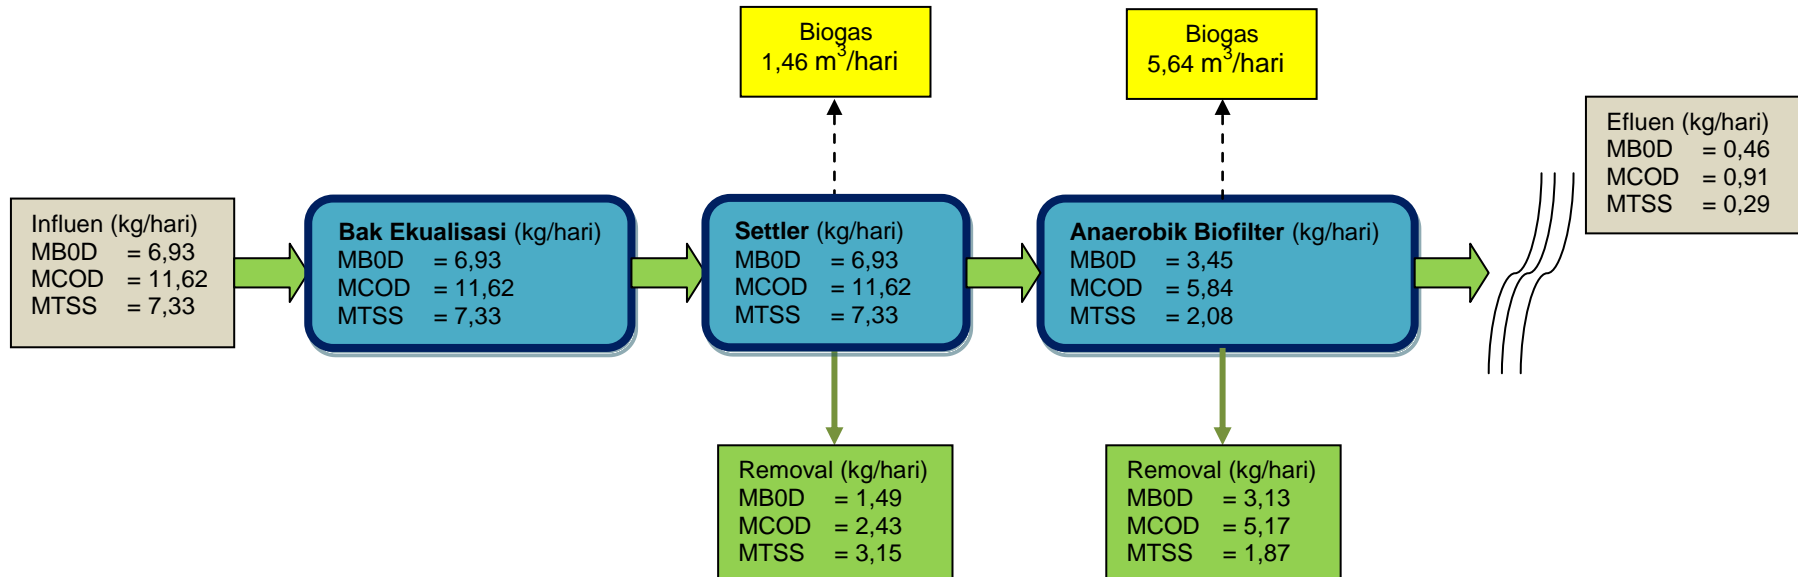 Biogas
1,46 m³/hari
Biogas
5,64 m³/hari
Influen (kg/hari)
MB0D = 6,93
MCOD = 11,62
MTSS = 7,33
Bak Ekualisasi (kg/hari)
MB0D = 6,93
MCOD = 11,62
MTSS = 7,33
Settler (kg/hari)
MB0D = 6,93
MCOD = 11,62
MTSS = 7,33
Anaerobik Biofilter (kg/hari)
MB0D = 3,45
MCOD = 5,84
MTSS = 2,08
Efluen (kg/hari)
MB0D = 0,46
MCOD = 0,91
MTSS = 0,29
Removal (kg/hari)
MB0D = 1,49
MCOD = 2,43
MTSS = 3,15
Removal (kg/hari)
MB0D = 3,13
MCOD = 5,17
MTSS = 1,87